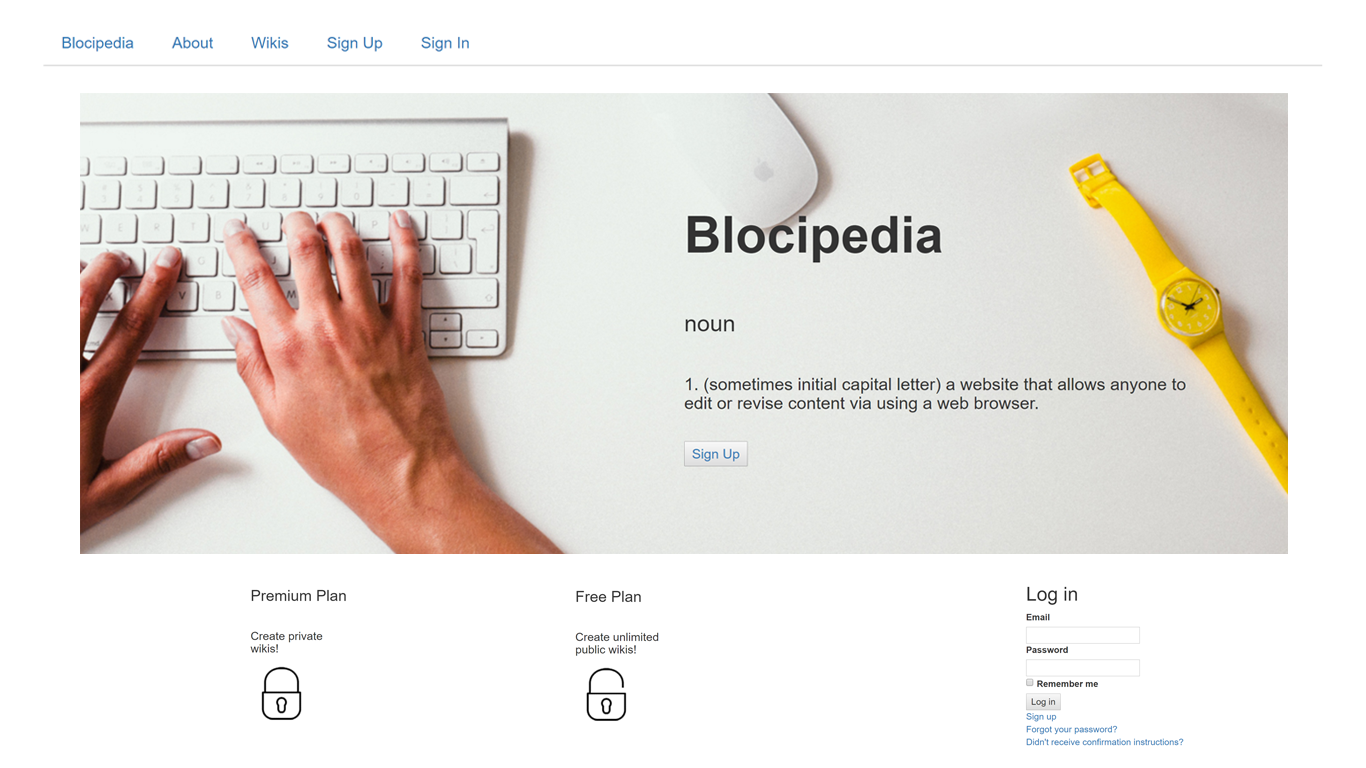 Blocipedia About Wikis Sign Up Sign In
Blocipedia
noun
1. (sometimes initial capital letter) a website that allows anyone to
edit or revise content via using a web browser.
Sign Up
Premium Plan
Create private
wikis!
Free Plan
Create unlimited
public wikis!
Log in
Email
Password
Remember me
Log in
Sign up
Forgot your password?
Didn't receive confirmation instructions?